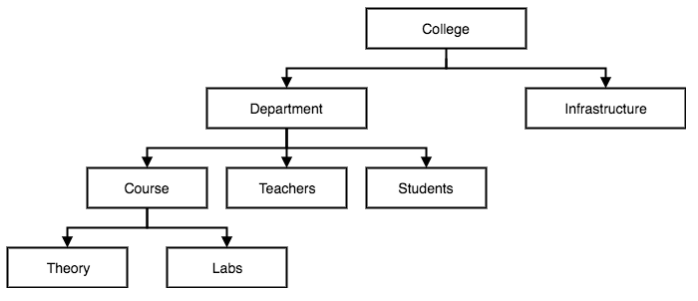 College
Department
Infrastructure
Course
Teachers
Students
Theory
Labs